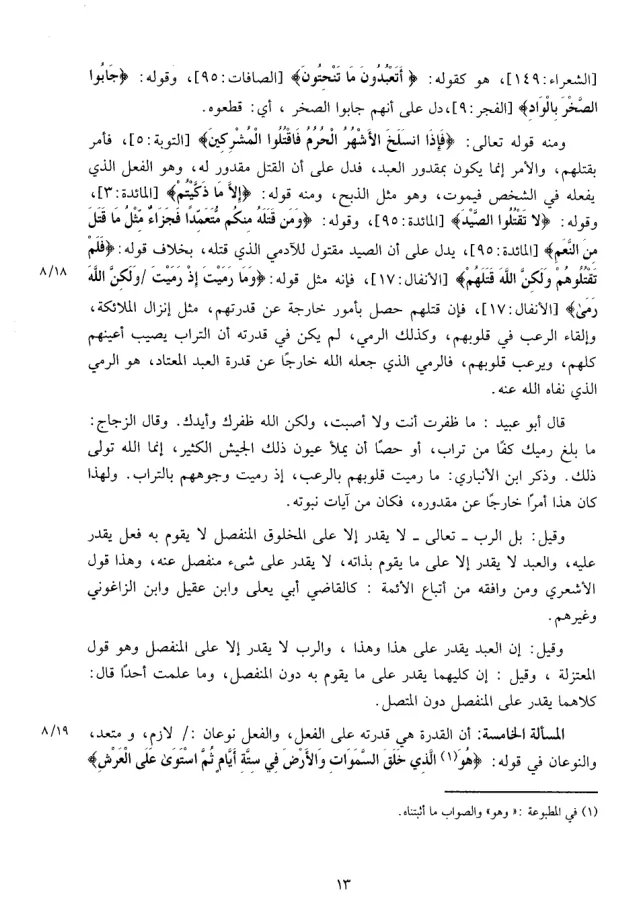 [الشعراء:١٤٩]، هو كقوله: ﴿أَتَعْبُدُونَ مَا تَنْحِتُونَ﴾ [الصافات:٩٥]، وقوله: ﴿جَابُوا
الصَّخْرَ بِالْوَادِ﴾ [الفجر:٩]،دل على أنهم جابوا الصخر ، أي: قطعوه.
ومنه قوله تعالى: ﴿فَإِذَا انسَلَخَ الأَشْهُرُ الْحُرُمُ فَاقْتُلُوا الْمُشْرِكِينَ﴾ [التوبة:٥]، فأمر
بقتلهم، والأمر إنما يكون بمقدور العبد، فدل على أن القتل مقدور له، وهو الفعل الذي
يفعله في الشخص فيموت، وهو مثل الذبح، ومنه قوله: ﴿إِلاَّ مَا ذَكَّيْتُمْ﴾ [المائدة:٣]،
وقوله: ﴿لا تَقْتُلُوا الصَّيْدَ﴾ [المائدة:٩٥]، وقوله: ﴿وَمَن قَتَلَهُ مِنكُم مُّتَعَمِّدًا فَجَزَاءٌ مِّثْلُ مَا قَتَلَ
مِنَ النَّعَمِ﴾ [المائدة:٩٥]، يدل على أن الصيد مقتول للآدمي الذي قتله، بخلاف قوله:﴿فَلَمْ
تَقْتُلُوهُمْ وَلَكِنَّ اللَّهَ قَتَلَهُمْ﴾ [الأنفال:١٧]، فإنه مثل قوله:﴿وَمَا رَمَيْتَ إِذْ رَمَيْتَ /وَلَكِنَّ اللَّهَ
٨/١٨
رَمَىٰ﴾ [الأنفال:١٧]، فإن قتلهم حصل بأمور خارجة عن قدرتهم، مثل إنزال الملائكة،
وإلقاء الرعب في قلوبهم، وكذلك الرمي، لم يكن في قدرته أن التراب يصيب أعينهم
كلهم، ويرعب قلوبهم، فالرمي الذي جعله الله خارجًا عن قدرة العبد المعتاد، هو الرمي
الذي نفاه الله عنه.
قال أبو عبيد : ما ظفرت أنت ولا أصبت، ولكن الله ظفرك وأيدك. وقال الزجاج:
ما بلغ رميك كفًا من تراب، أو حصًا أن يملأ عيون ذلك الجيش الكثير، إنما الله تولى
ذلك. وذكر ابن الأنباري: ما رميت قلوبهم بالرعب، إذ رميت وجوههم بالتراب. ولهذا
كان هذا أمرًا خارجًا عن مقدوره، فكان من آيات نبوته.
وقيل: بل الرب ـ تعالى ـ لا يقدر إلا على المخلوق المنفصل لا يقوم به فعل يقدر
عليه، والعبد لا يقدر إلا على ما يقوم بذاته، لا يقدر على شىء منفصل عنه، وهذا قول
الأشعري ومن وافقه من أتباع الأئمة : كالقاضي أبي يعلى وابن عقيل وابن الزاغوني
وغيرهم.
وقيل: إن العبد يقدر على هذا وهذا ، والرب لا يقدر إلا على المنفصل وهو قول
المعتزلة ، وقيل : إن كليهما يقدر على ما يقوم به دون المنفصل، وما علمت أحدًا قال:
كلاهما يقدر على المنفصل دون المتصل.
المسألة الخامسة: أن القدرة هي قدرته على الفعل، والفعل نوعان :/ لازم، و متعد،
٨/١٩
والنوعان في قوله: ﴿هُوَ(١) الَّذِي خَلَقَ السَّمَوَاتِ وَالأَرْضَ فِي سِتَّةِ أَيَّامٍ ثُمَّ اسْتَوَىٰ عَلَى الْعَرْشِ﴾
(١) في المطبوعة :« وهو» والصواب ما أثبتناه.
١٣